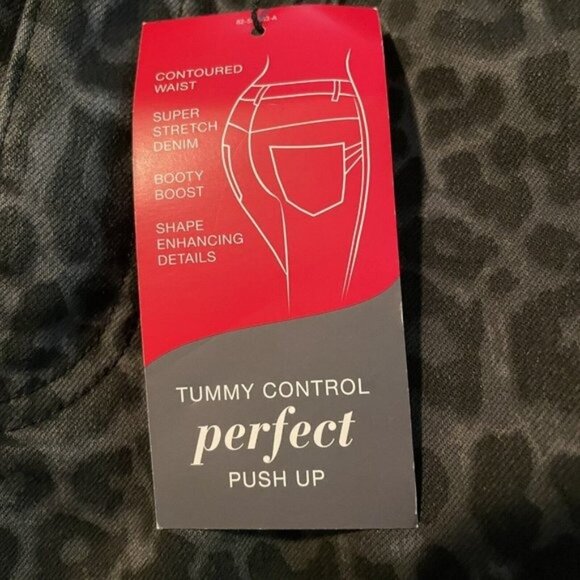 CONTOURED
WAIST
SUPER
STRETCH
DENIM
BOOTY
BOOST
SHAPE
ENHANCING
DETAILS
TUMMY CONTROL
perfect
PUSH UP